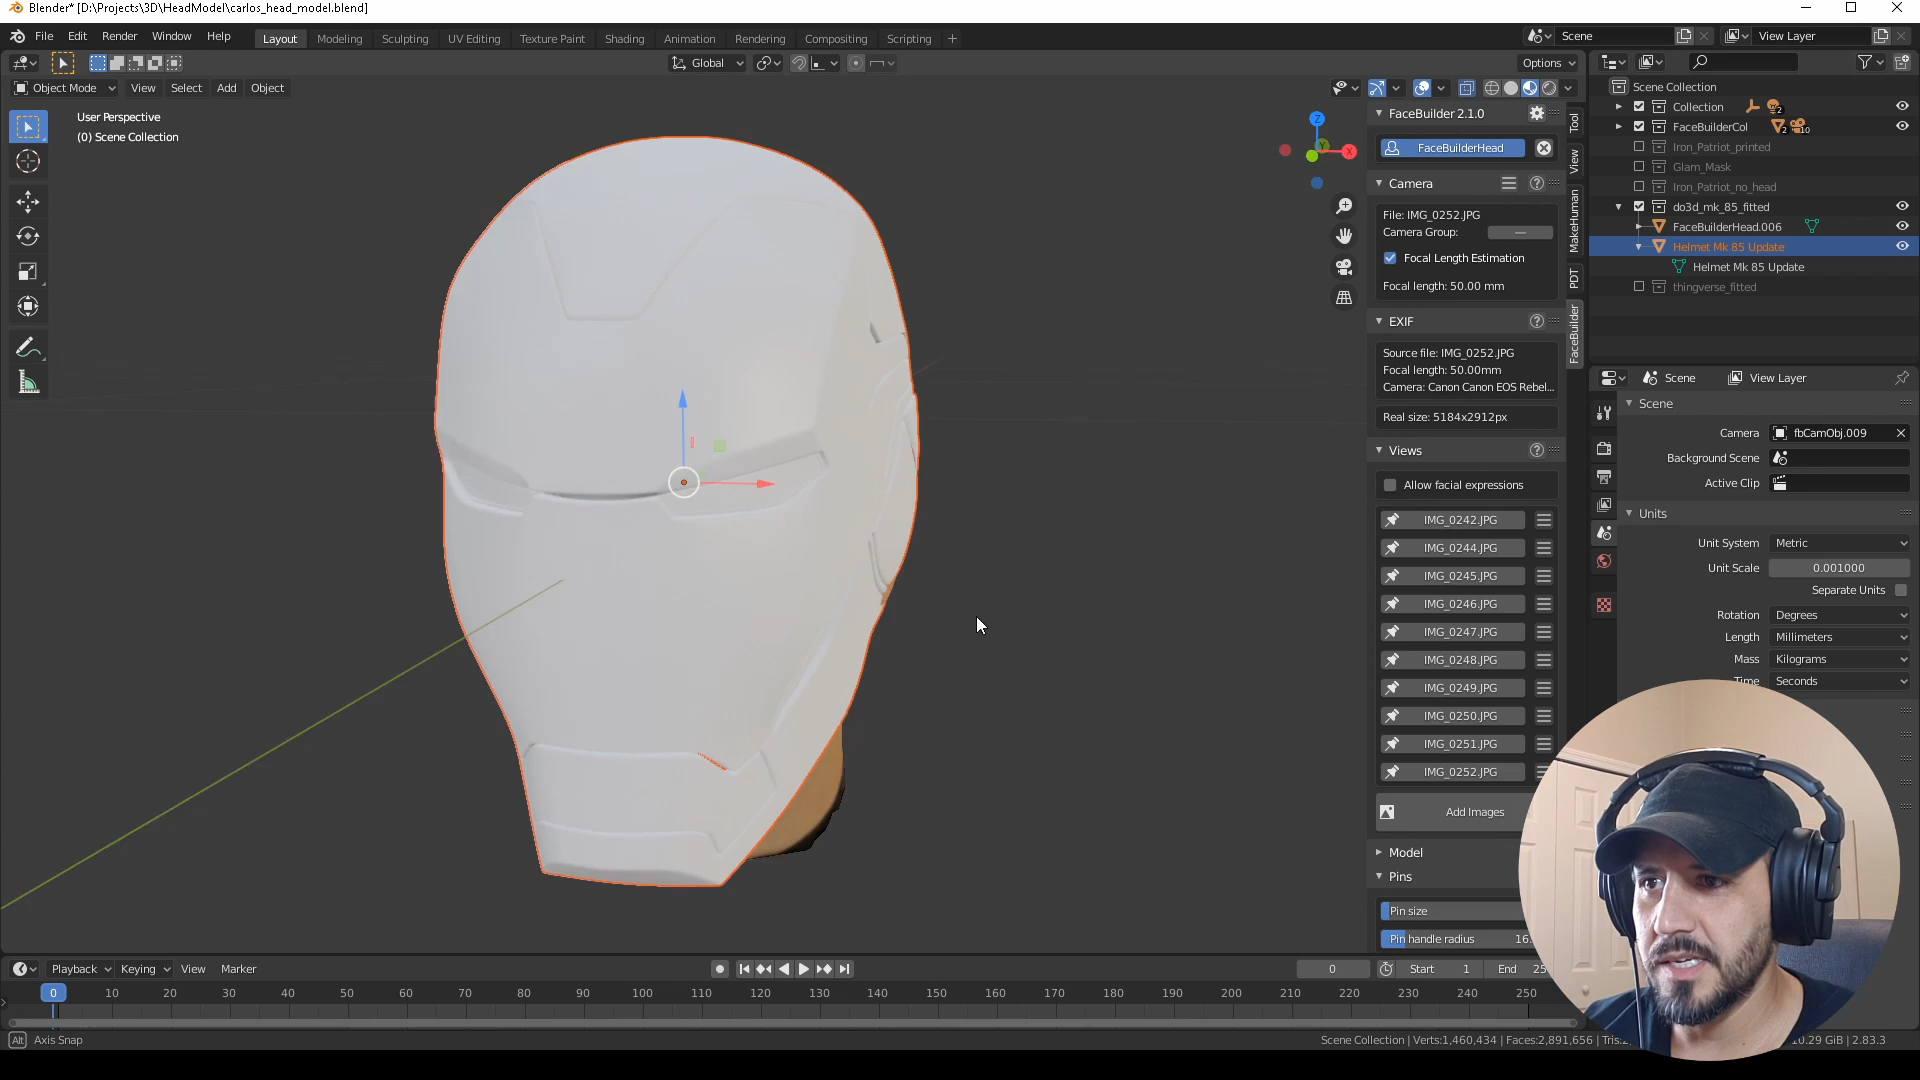 Blender* [D:\Projects\3D\HeadModel\carlos_head_model.blend]
File Edit Render Window Help
Layout Modeling Sculpting UV Editing Texture Paint Shading Animation Rendering Compositing Scripting +
Scene
View Layer
Global
Options
Object Mode View Select Add Object
User Perspective
(0) Scene Collection
Z
X
Y
FaceBuilder 2.1.0
FaceBuilderHead
Camera
File: IMG_0252.JPG
Camera Group:
Focal Length Estimation
Focal length: 50.00 mm
EXIF
Source file: IMG_0252.JPG
Focal length: 50.00mm
Camera: Canon Canon EOS Rebel...
Real size: 5184x2912px
Views
Allow facial expressions
IMG_0242.JPG
IMG_0244.JPG
IMG_0245.JPG
IMG_0246.JPG
IMG_0247.JPG
IMG_0248.JPG
IMG_0249.JPG
IMG_0250.JPG
IMG_0251.JPG
IMG_0252.JPG
Add Images
Model
Pins
Pin size
Pin handle radius 16.
Tool
View
MakeHuman
PDT
FaceBuilder
Scene Collection
Collection 2
FaceBuilderCol 2 10
Iron_Patriot_printed
Glam_Mask
Iron_Patriot_no_head
do3d_mk_85_fitted
FaceBuilderHead.006
Helmet Mk 85 Update
Helmet Mk 85 Update
thingverse_fitted
Scene View Layer
Scene
Camera fbCamObj.009
Background Scene
Active Clip
Units
Unit System Metric
Unit Scale 0.001000
Separate Units
Rotation Degrees
Length Millimeters
Mass Kilograms
Time Seconds
Playback Keying View Marker
0
Start 1
End 25
0 10 20 30 40 50 60 70 80 90 100 110 120 130 140 150 160 170 180 190 200 210 220 230 240 250
Alt Axis Snap
Scene Collection | Verts:1,460,434 | Faces:2,891,656 | Tris:2, 10.29 GiB | 2.83.3